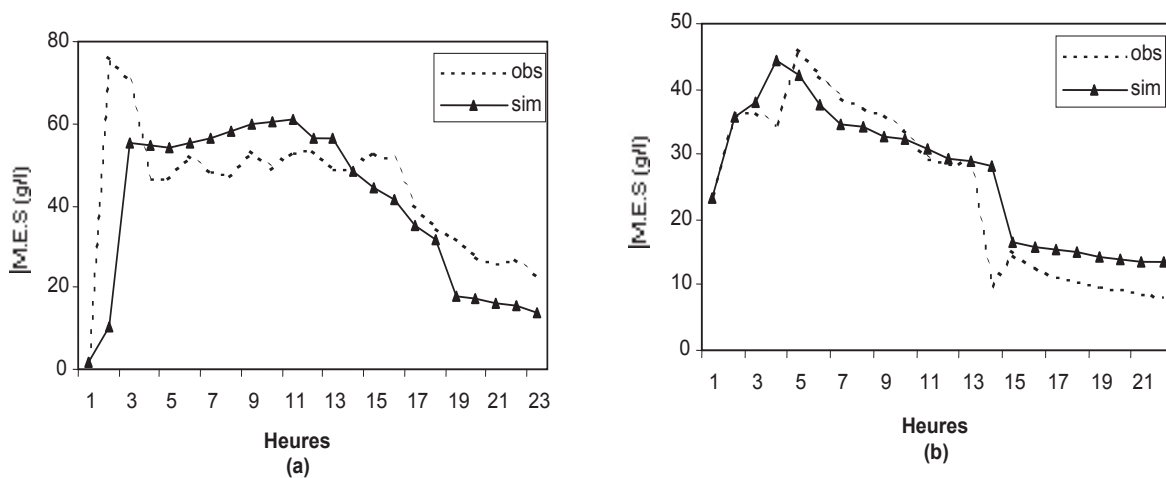 80
60
40
20
0
|M.E.S (g/l)
obs
sim
1 3 5 7 9 11 13 15 17 19 21 23
Heures
(a)
50
40
30
20
10
0
|M.E.S (g/l)
obs
sim
1 3 5 7 9 11 13 15 17 19 21
Heures
(b)